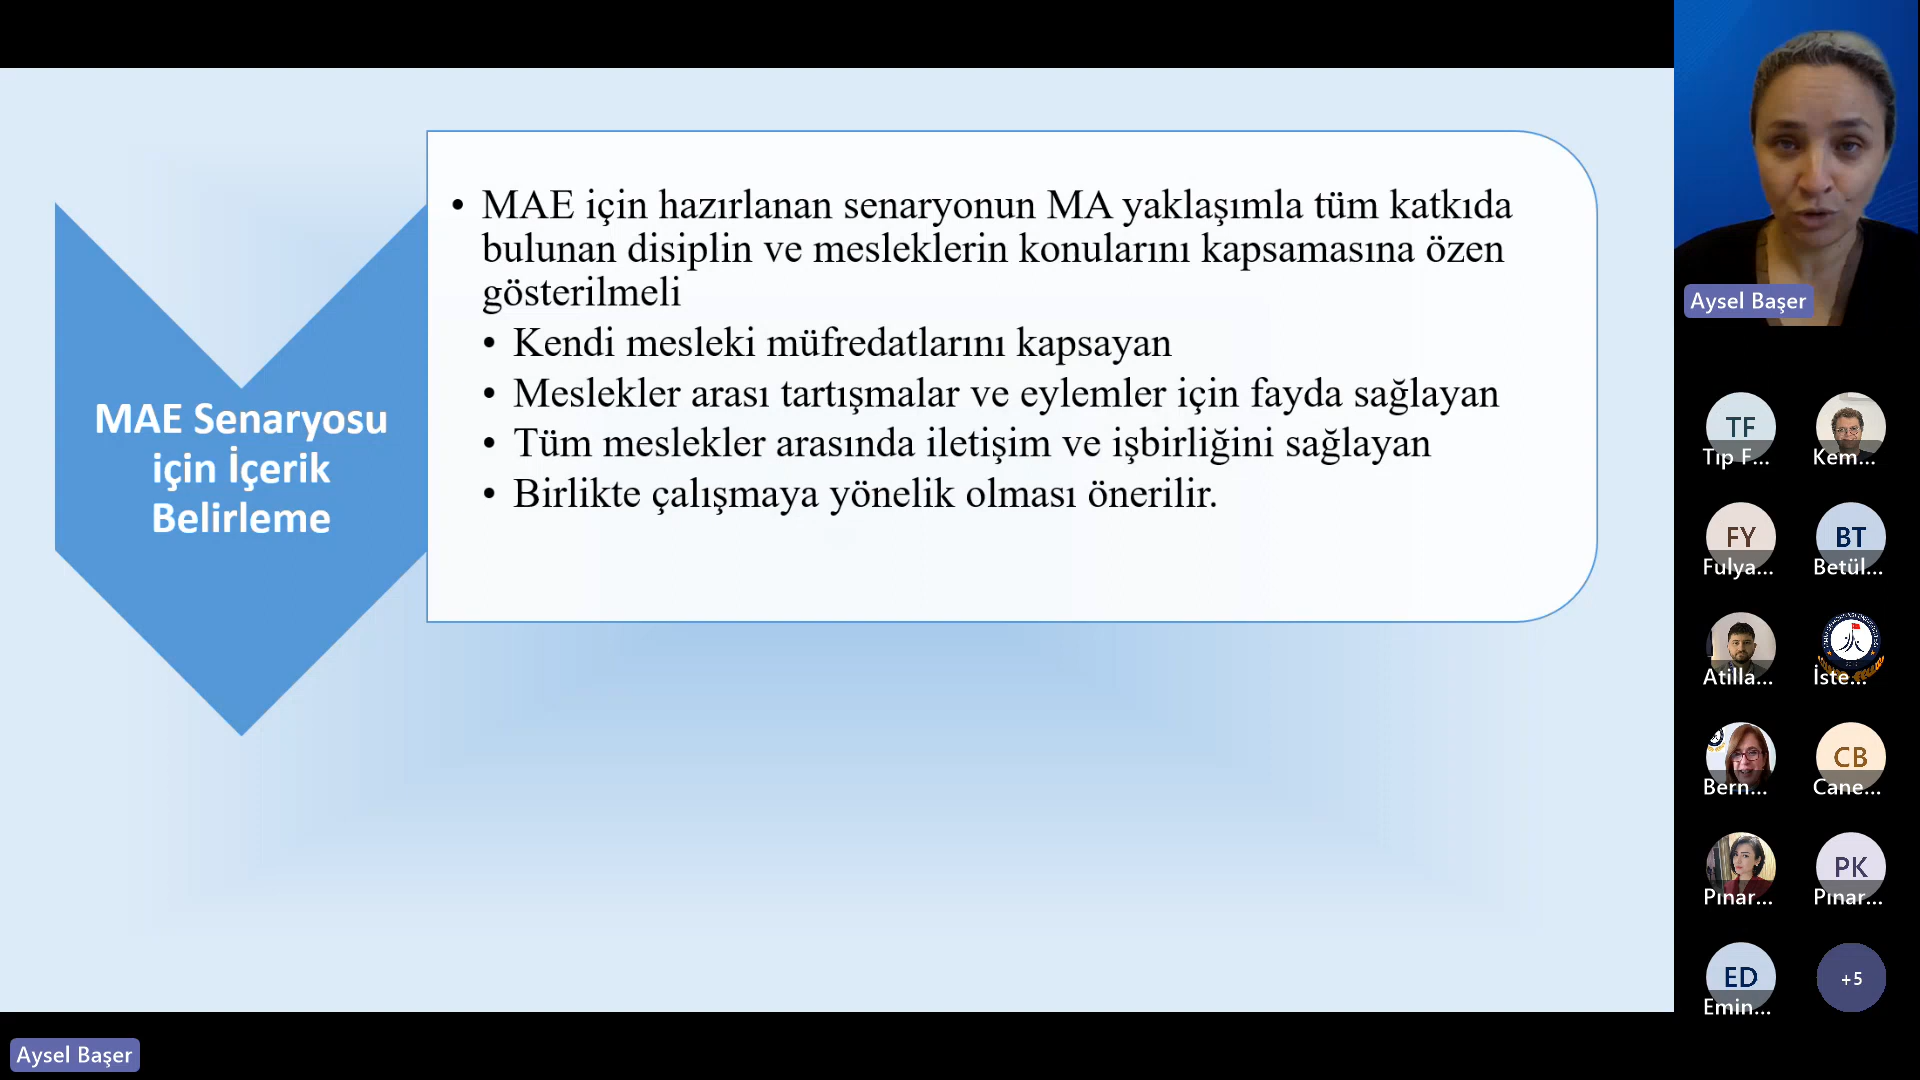 MAE Senaryosu
için İçerik
Belirleme
• MAE için hazırlanan senaryonun MA yaklaşımla tüm katkıda
bulunan disiplin ve mesleklerin konularını kapsamasına özen
gösterilmeli
• Kendi mesleki müfredatlarını kapsayan
• Meslekler arası tartışmalar ve eylemler için fayda sağlayan
• Tüm meslekler arasında iletişim ve işbirliğini sağlayan
• Birlikte çalışmaya yönelik olması önerilir.
Aysel Başer
TF
Tıp F...
Kem...
FY
Fulya...
BT
Betül...
Atilla...
İste...
Bern...
CB
Cane...
Pınar...
PK
Pınar...
ED
Emin...
+5
Aysel Başer